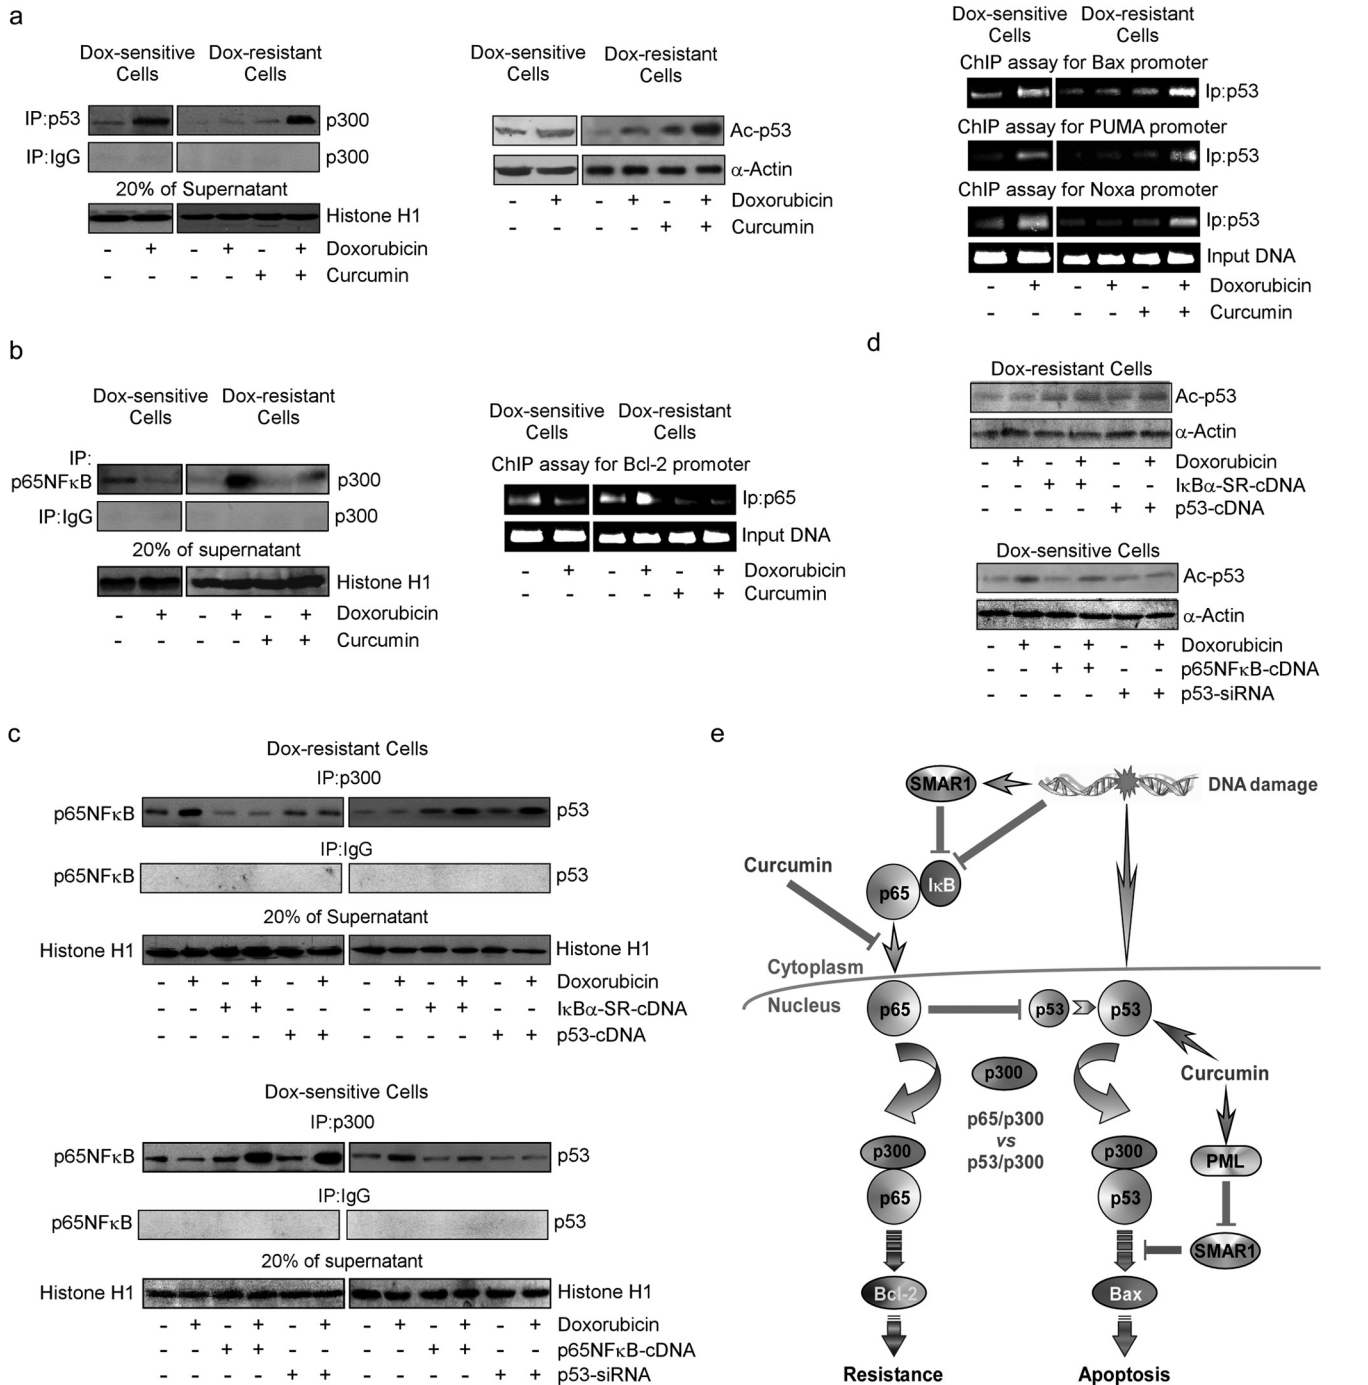 a
Dox-sensitive Cells
Dox-resistant Cells
IP:p53
p300
IP:IgG
p300
20% of Supernatant
Histone H1
- + - - - + Doxorubicin
- - - - + + Curcumin
Dox-sensitive Cells
Dox-resistant Cells
Ac-p53
α-Actin
- + - + - + Doxorubicin
- - - - + + Curcumin
Dox-sensitive Cells
Dox-resistant Cells
ChIP assay for Bax promoter
Ip:p53
ChIP assay for PUMA promoter
Ip:p53
ChIP assay for Noxa promoter
Ip:p53
Input DNA
- + - + - + Doxorubicin
- - - - + + Curcumin
b
Dox-sensitive Cells
Dox-resistant Cells
IP:
p65NFκB
p300
IP:IgG
p300
20% of supernatant
Histone H1
- + - + - + Doxorubicin
- - - - + + Curcumin
Dox-sensitive Cells
Dox-resistant Cells
ChIP assay for Bcl-2 promoter
Ip:p65
Input DNA
- + - + - + Doxorubicin
- - - - + + Curcumin
d
Dox-resistant Cells
Ac-p53
α-Actin
- + - + - + Doxorubicin
- - + + - - IκBα-SR-cDNA
- - - - + + p53-cDNA
Dox-sensitive Cells
Ac-p53
α-Actin
- + - + - + Doxorubicin
- - + + - - p65NFκB-cDNA
- - - - + + p53-siRNA
c
Dox-resistant Cells
IP:p300
p65NFκB
p53
IP:IgG
p65NFκB
p53
20% of Supernatant
Histone H1
Histone H1
- + - + - + - + - + - + Doxorubicin
- - + + - - - - + + - - IκBα-SR-cDNA
- - - - + + - - - - + + p53-cDNA
Dox-sensitive Cells
IP:p300
p65NFκB
p53
IP:IgG
p65NFκB
p53
20% of supernatant
Histone H1
Histone H1
- + - + - + - + - + - + Doxorubicin
- - + + - - - - + + - - p65NFκB-cDNA
- - - - + + - - - - + + p53-siRNA
e
SMAR1
DNA damage
Curcumin
p65
IκB
Cytoplasm
Nucleus
p65
p53
p53
p300
Curcumin
p65/p300
vs
p53/p300
p300
p65
p300
p53
PML
SMAR1
Bcl-2
Bax
Resistance
Apoptosis